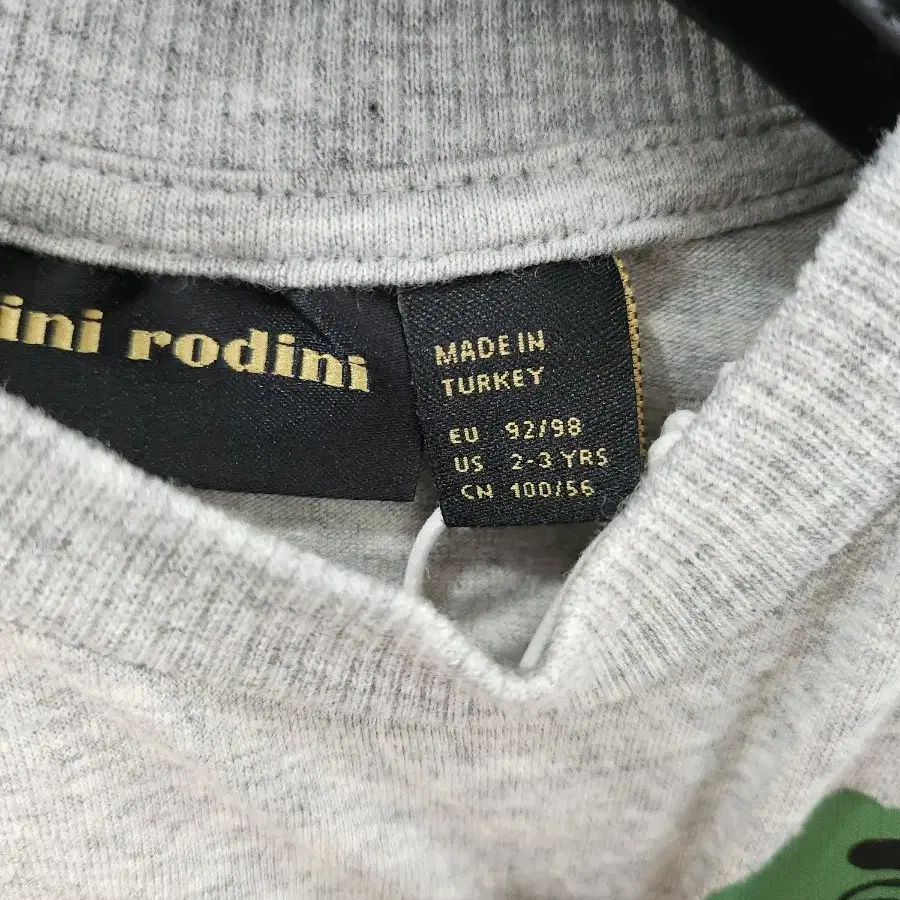 ini rodini
MADE IN
TURKEY
EU 92/98
US 2-3 YRS
CN 100/56